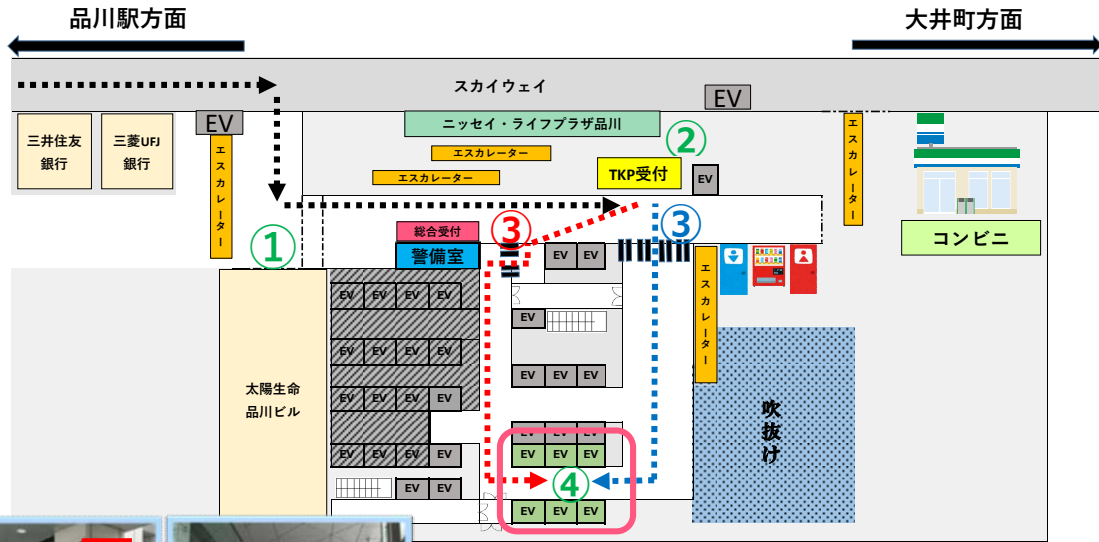 品川駅方面
大井町方面
スカイウェイ
EV
EV
三井住友
銀行
三菱UFJ
銀行
ニッセイ・ライフプラザ品川
②
エスカレーター
エスカレーター
エスカレーター
エスカレーター
TKP受付
EV
コンビニ
①
総合受付
警備室
③
③
EV EV
エスカレーター
EV EV EV EV
EV
EV EV EV EV
EV EV EV
太陽生命
品川ビル
EV EV EV EV
吹抜け
EV EV EV
EV EV EV EV
EV EV EV
④
EV EV
EV EV EV